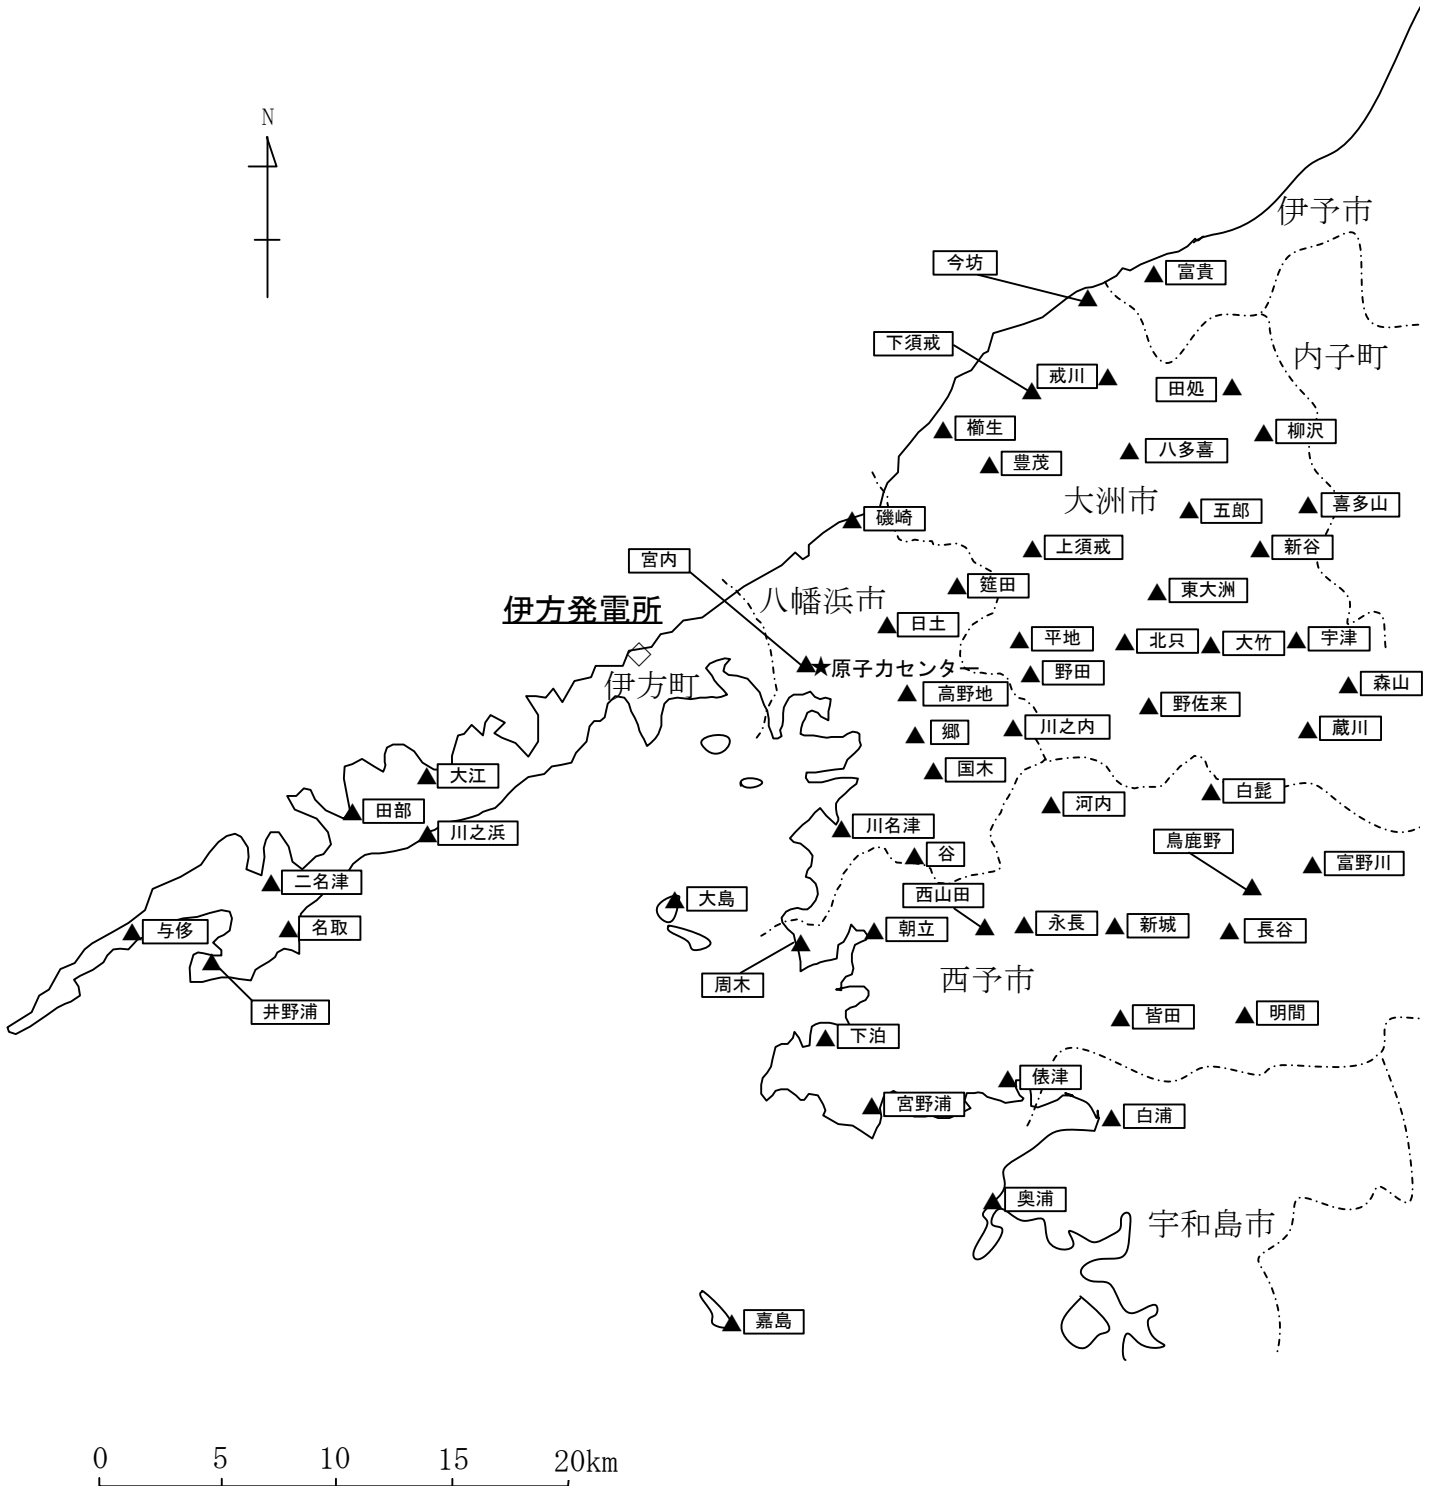 N
伊予市
今坊
富貴
下須戒
内子町
戒川
田処
櫛生
柳沢
豊茂
八多喜
大洲市
喜多山
磯崎
五郎
上須戒
新谷
宮内
八幡浜市
筵田
東大洲
伊方発電所
日土
平地
北只
大竹
宇津
★原子力センター
伊方町
高野地
野田
森山
野佐来
郷
川之内
蔵川
大江
国木
白髭
田部
河内
川之浜
川名津
鳥鹿野
谷
富野川
二名津
西山田
大島
名取
与侈
朝立
永長
新城
長谷
周木
西予市
井野浦
皆田
明間
下泊
俵津
宮野浦
白浦
奥浦
宇和島市
嘉島
0 5 10 15 20km